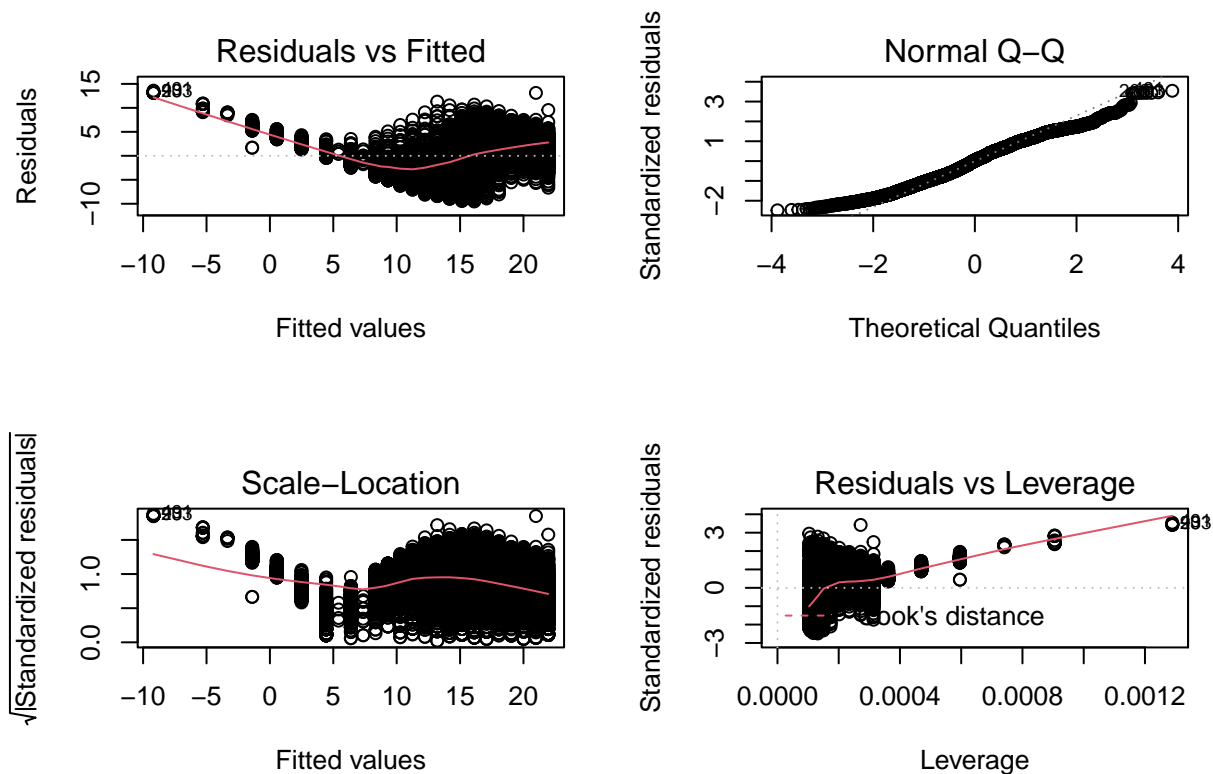 Residuals vs Fitted
Residuals
15
5
−10
−10 −5 0 5 10 15 20
Fitted values
Normal Q−Q
Standardized residuals
3
1
−2
−4 −2 0 2 4
Theoretical Quantiles
Scale−Location
√|Standardized residuals|
1.0
0.0
−10 −5 0 5 10 15 20
Fitted values
Residuals vs Leverage
Standardized residuals
3
0
−3
ook's distance
0.0000 0.0004 0.0008 0.0012
Leverage